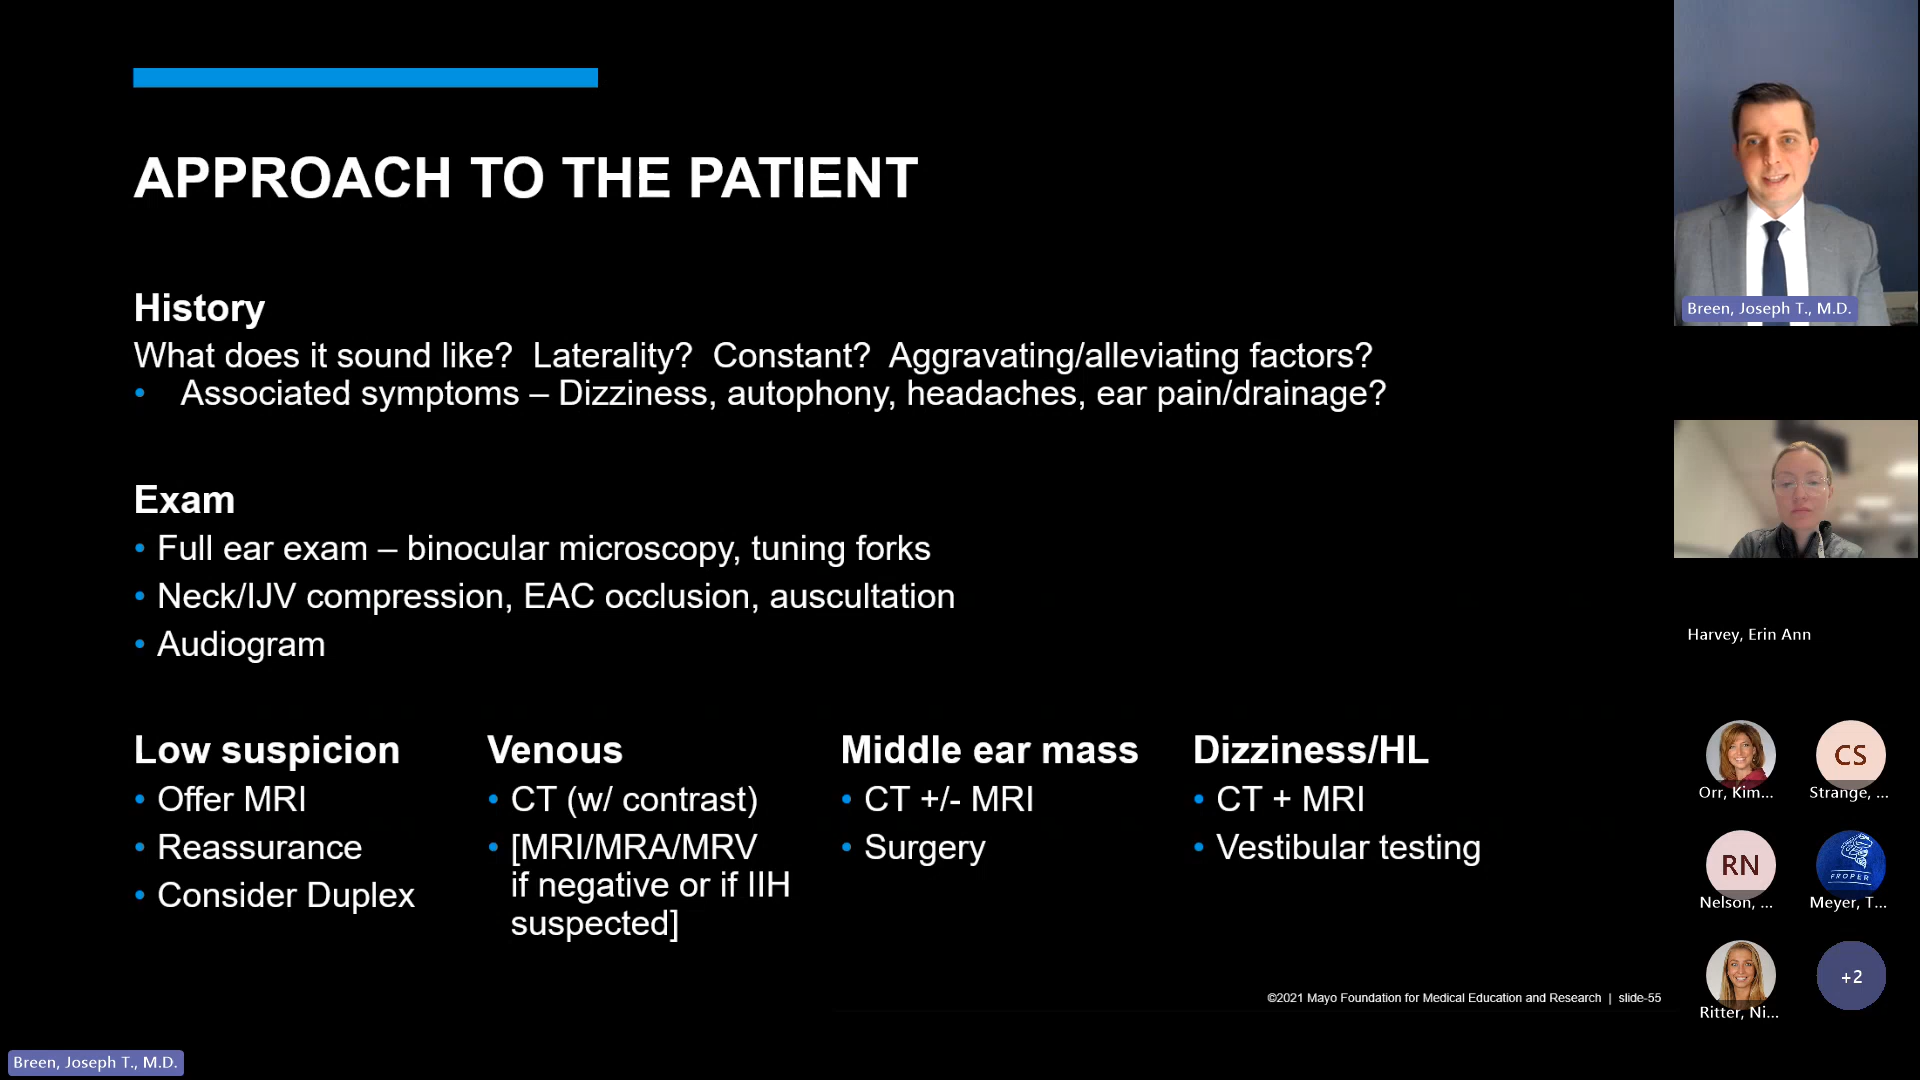 APPROACH TO THE PATIENT
History
What does it sound like? Laterality? Constant? Aggravating/alleviating factors?
• Associated symptoms – Dizziness, autophony, headaches, ear pain/drainage?
Exam
• Full ear exam – binocular microscopy, tuning forks
• Neck/IJV compression, EAC occlusion, auscultation
• Audiogram
Low suspicion
• Offer MRI
• Reassurance
• Consider Duplex
Venous
• CT (w/ contrast)
• [MRI/MRA/MRV
if negative or if IIH
suspected]
Middle ear mass
• CT +/- MRI
• Surgery
Dizziness/HL
• CT + MRI
• Vestibular testing
©2021 Mayo Foundation for Medical Education and Research | slide-55
Breen, Joseph T., M.D.
Harvey, Erin Ann
Orr, Kim...
CS
Strange, ...
RN
Nelson, ...
PROPER
Meyer, T...
Ritter, Ni...
+2
Breen, Joseph T., M.D.